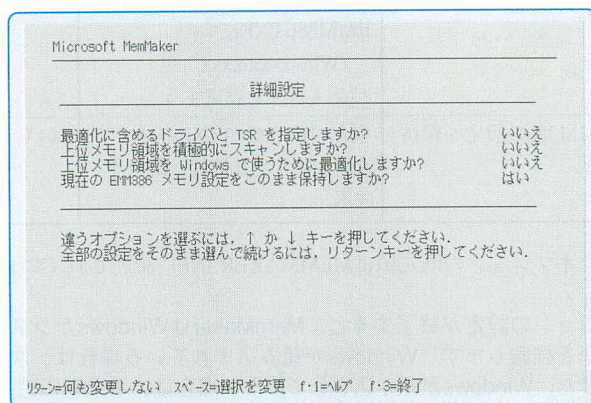 Microsoft MemMaker
詳細設定
最適化に含めるドライバと TSR を指定しますか? いいえ
上位メモリ領域を積極的にスキャンしますか? いいえ
上位メモリ領域を Windows で使うために最適化しますか? いいえ
現在の EMM386 メモリ設定をこのまま保持しますか? はい
違うオプションを選ぶには, ↑ か ↓ キーを押してください.
全部の設定をそのまま選んで続けるには, リターンキーを押してください.
リターン=何も変更しない スペース=選択を変更 f・1=ヘルプ f・3=終了